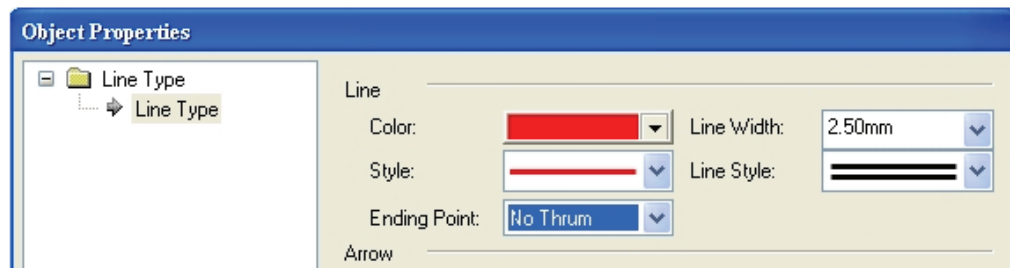 Object Properties
Line Type
Line Type
Line
Color:
Line Width: 2.50mm
Style:
Line Style:
Ending Point: No Thrum
Arrow